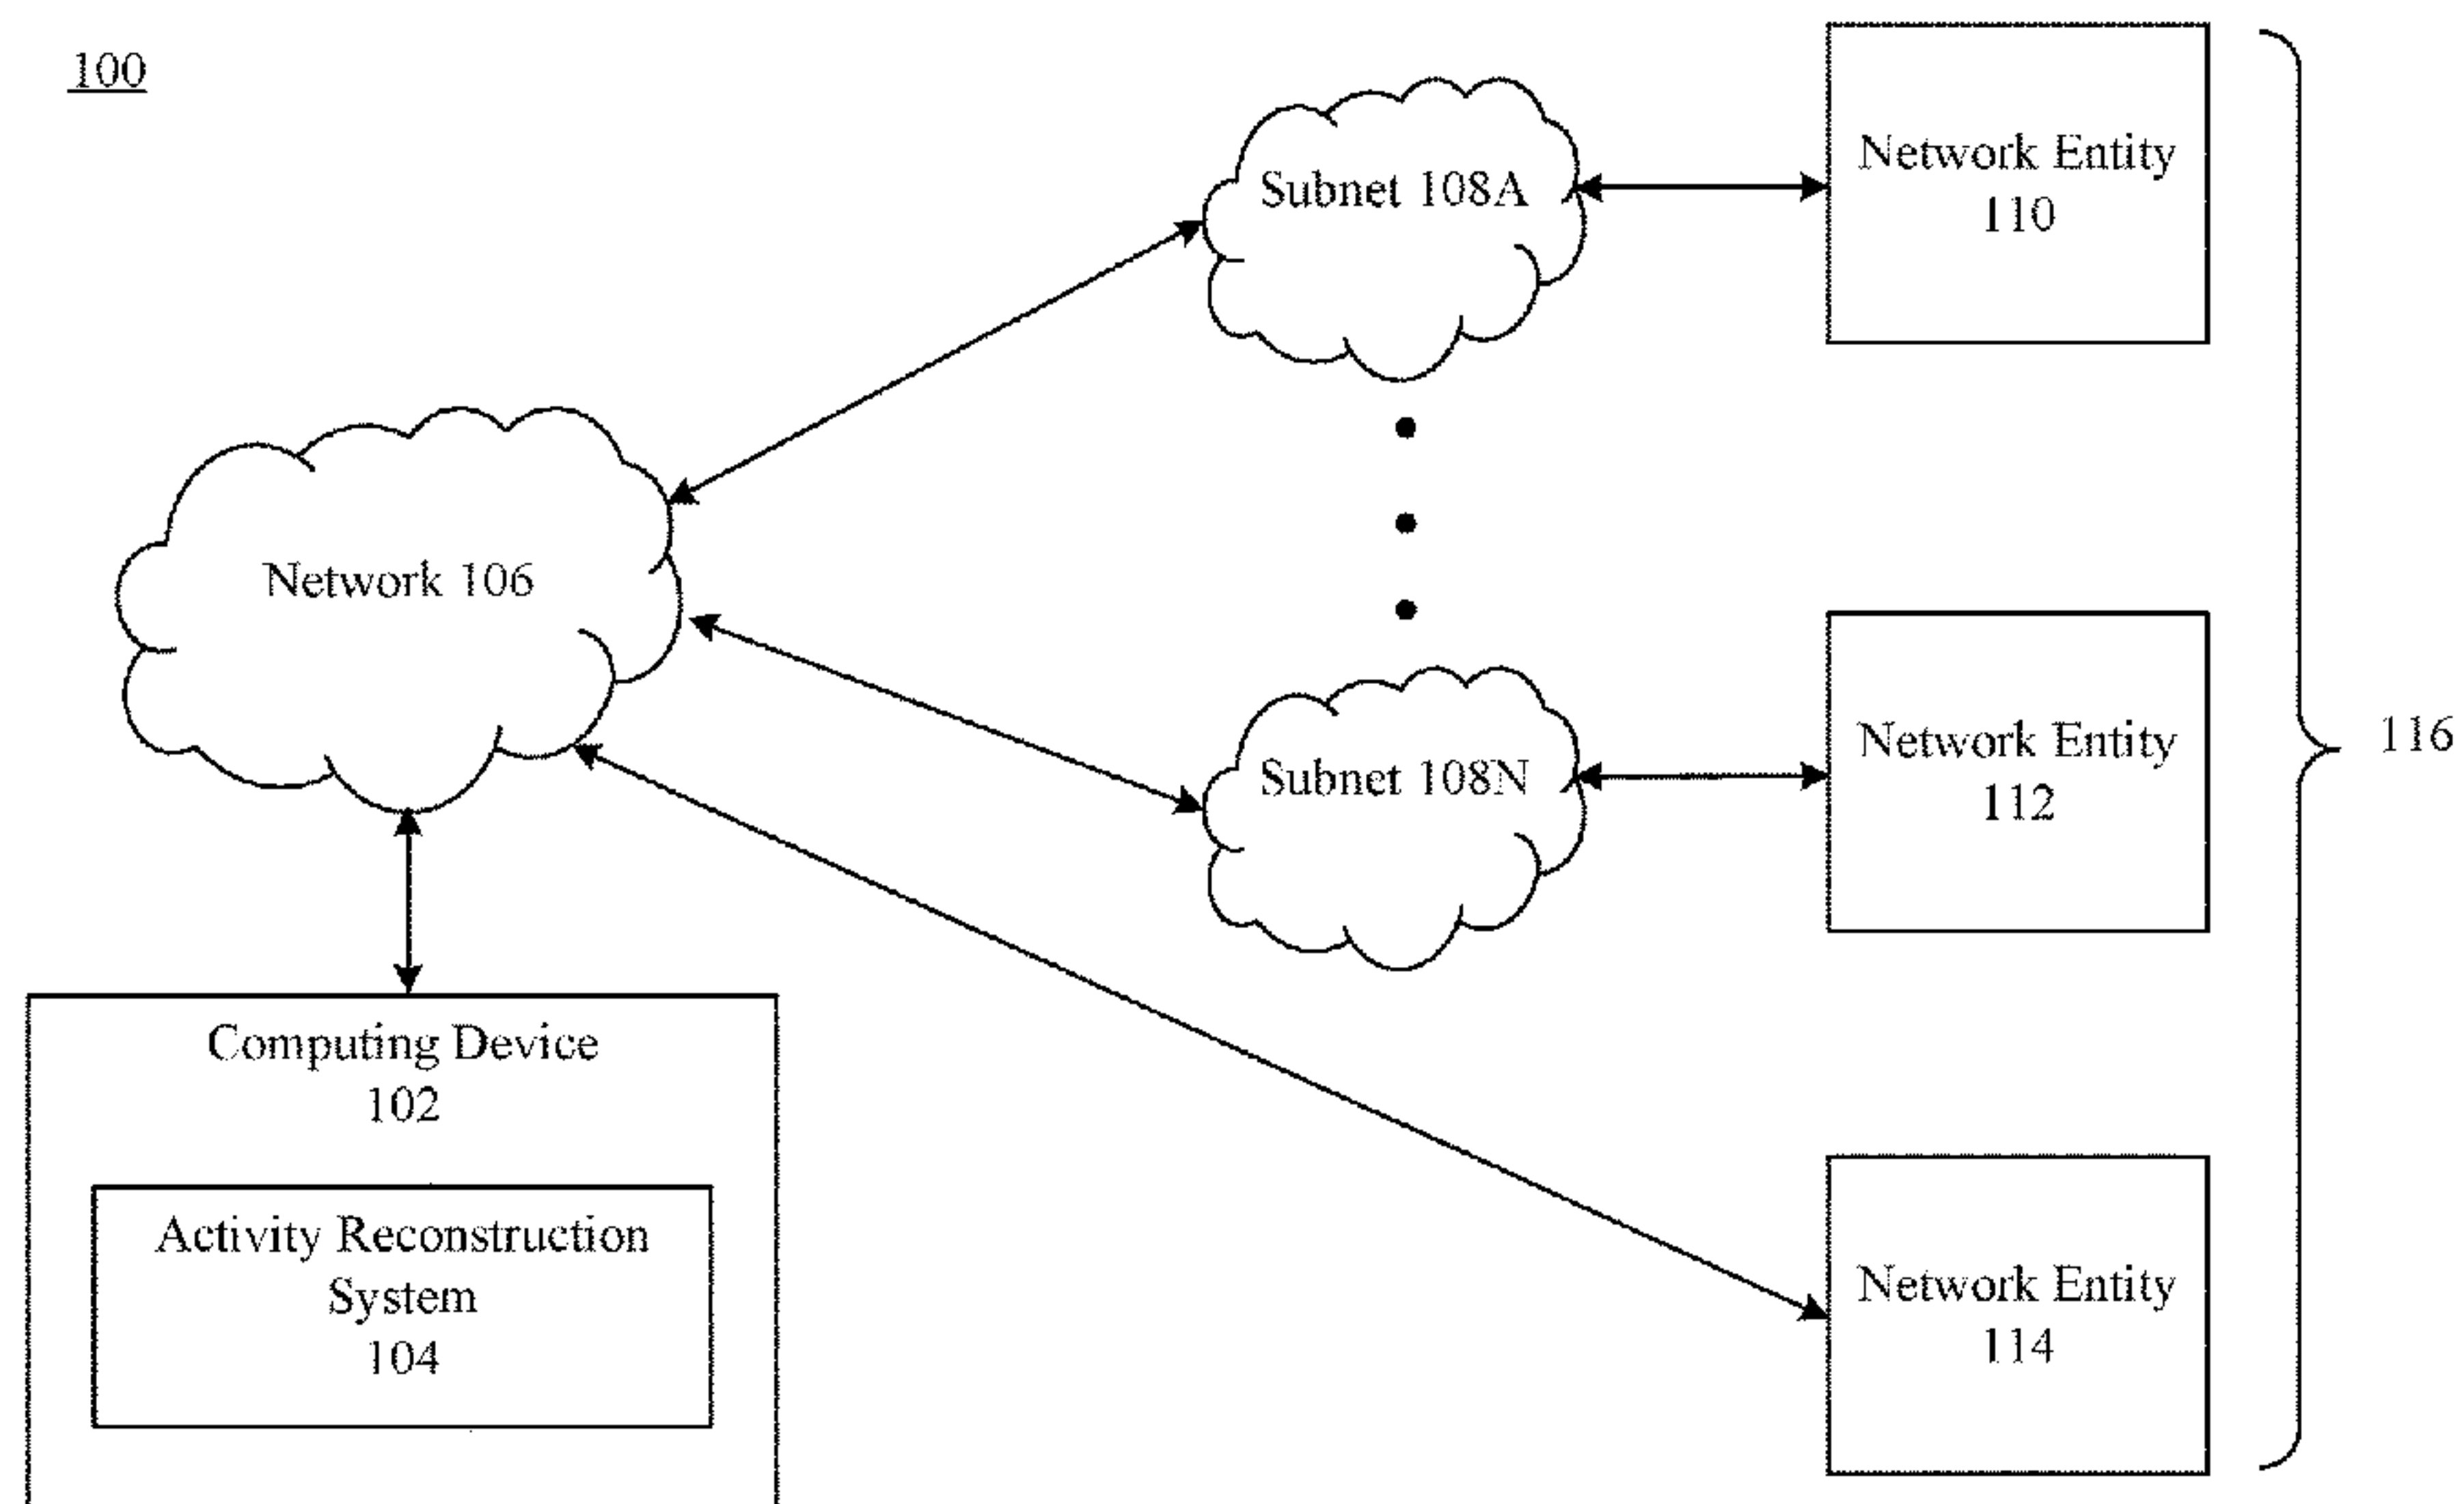 100
Subnet 108A
Network Entity
110
Network 106
Subnet 108N
Network Entity
112
116
Computing Device
102
Activity Reconstruction
System
104
Network Entity
114